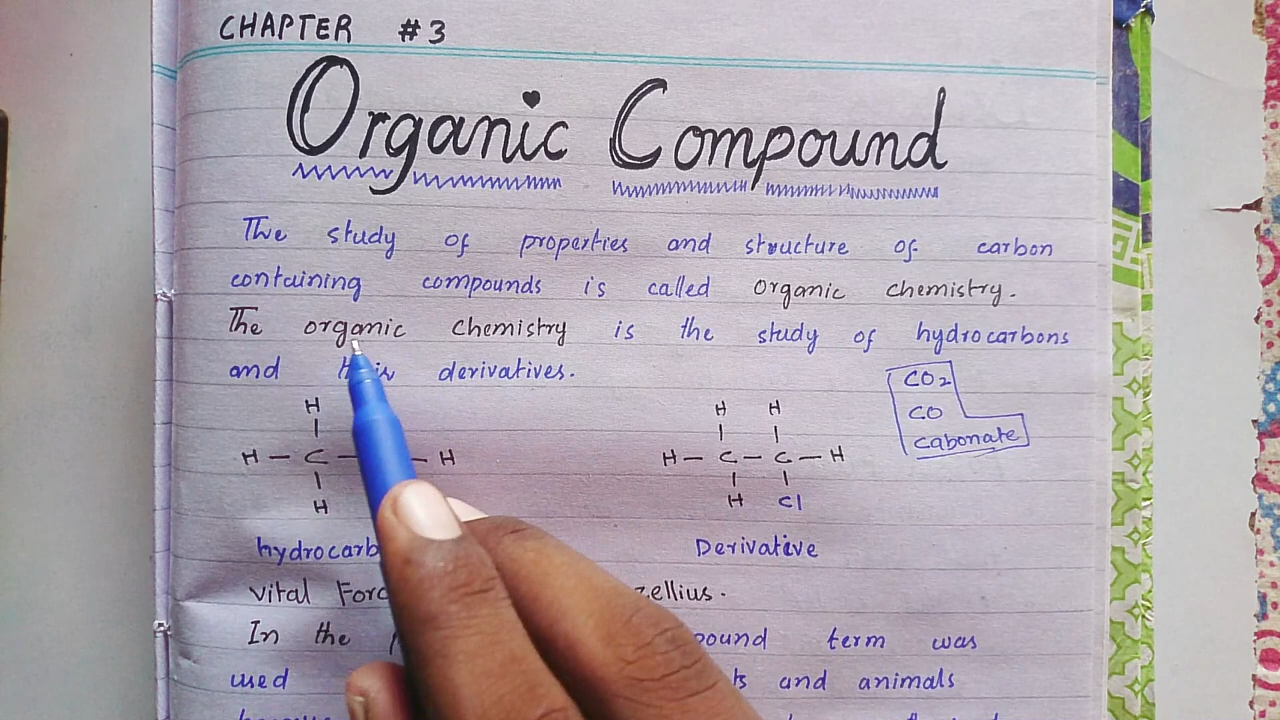 CHAPTER #3
Organic Compound
The study of properties and structure of carbon
containing compounds is called organic chemistry.
The organic chemistry is the study of hydrocarbons
and derivatives.
CO2
CO
Cabonate
H
H H
H — C — H
H — C — C — H
H
H Cl
Derivative
vital
In the term was
used and animals